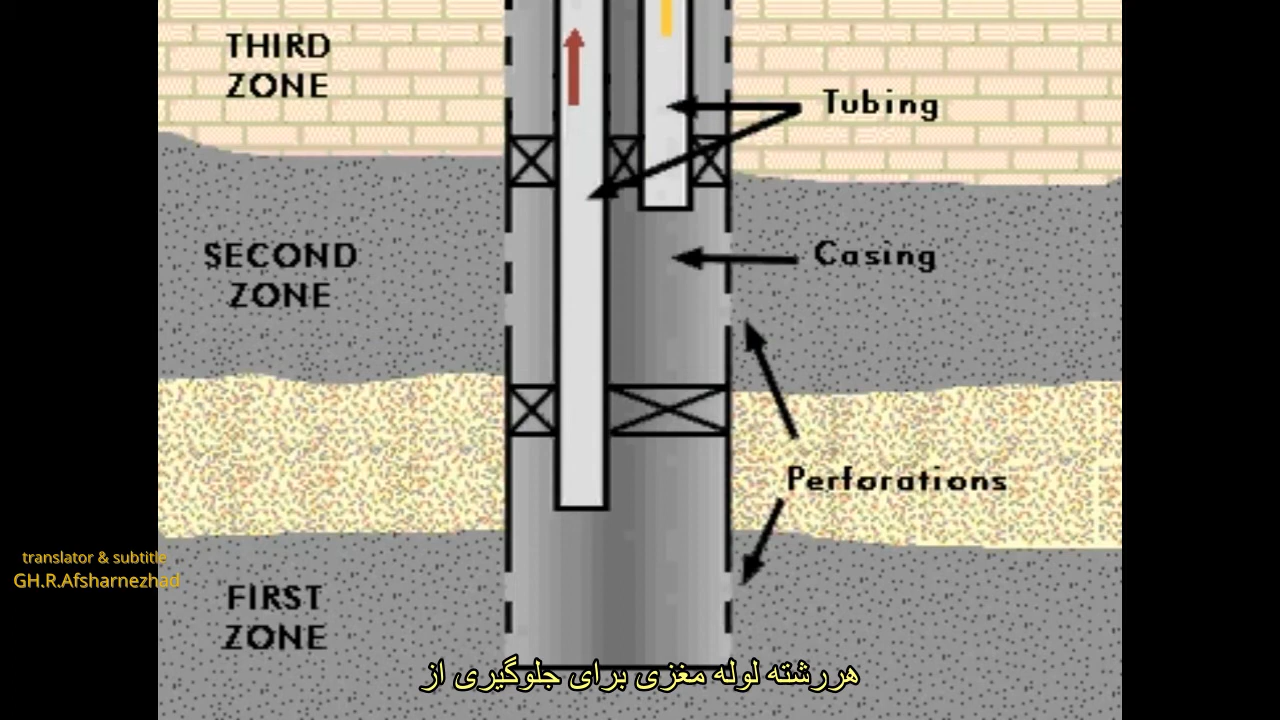 THIRD
ZONE
Tubing
SECOND
ZONE
Casing
Perforations
translator & subtitle
GH.R.Afsharnezhad
FIRST
ZONE
هررشته لوله مغزی برای جلوگیری از